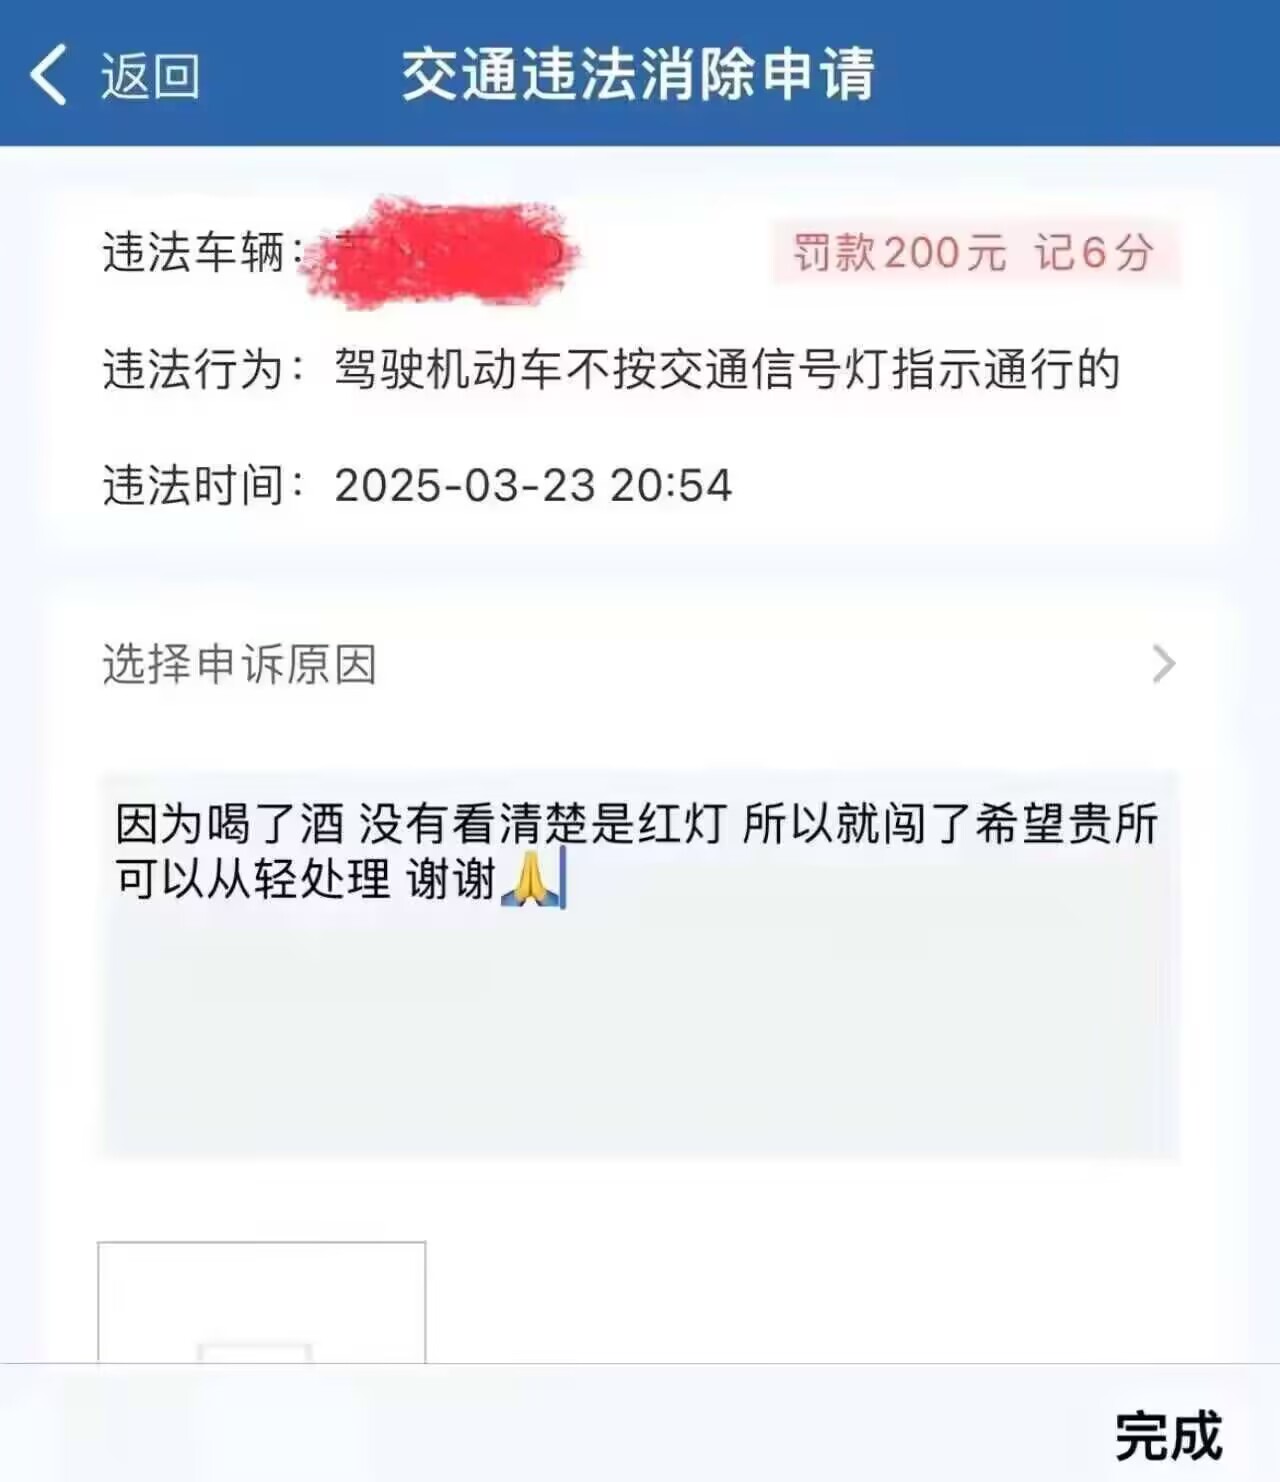 返回
交通违法消除申请
违法车辆：
罚款200元 记6分
违法行为：驾驶机动车不按交通信号灯指示通行的
违法时间：2025-03-23 20:54
选择申诉原因
因为喝了酒 没有看清楚是红灯 所以就闯了希望贵所
可以从轻处理 谢谢🙏
完成